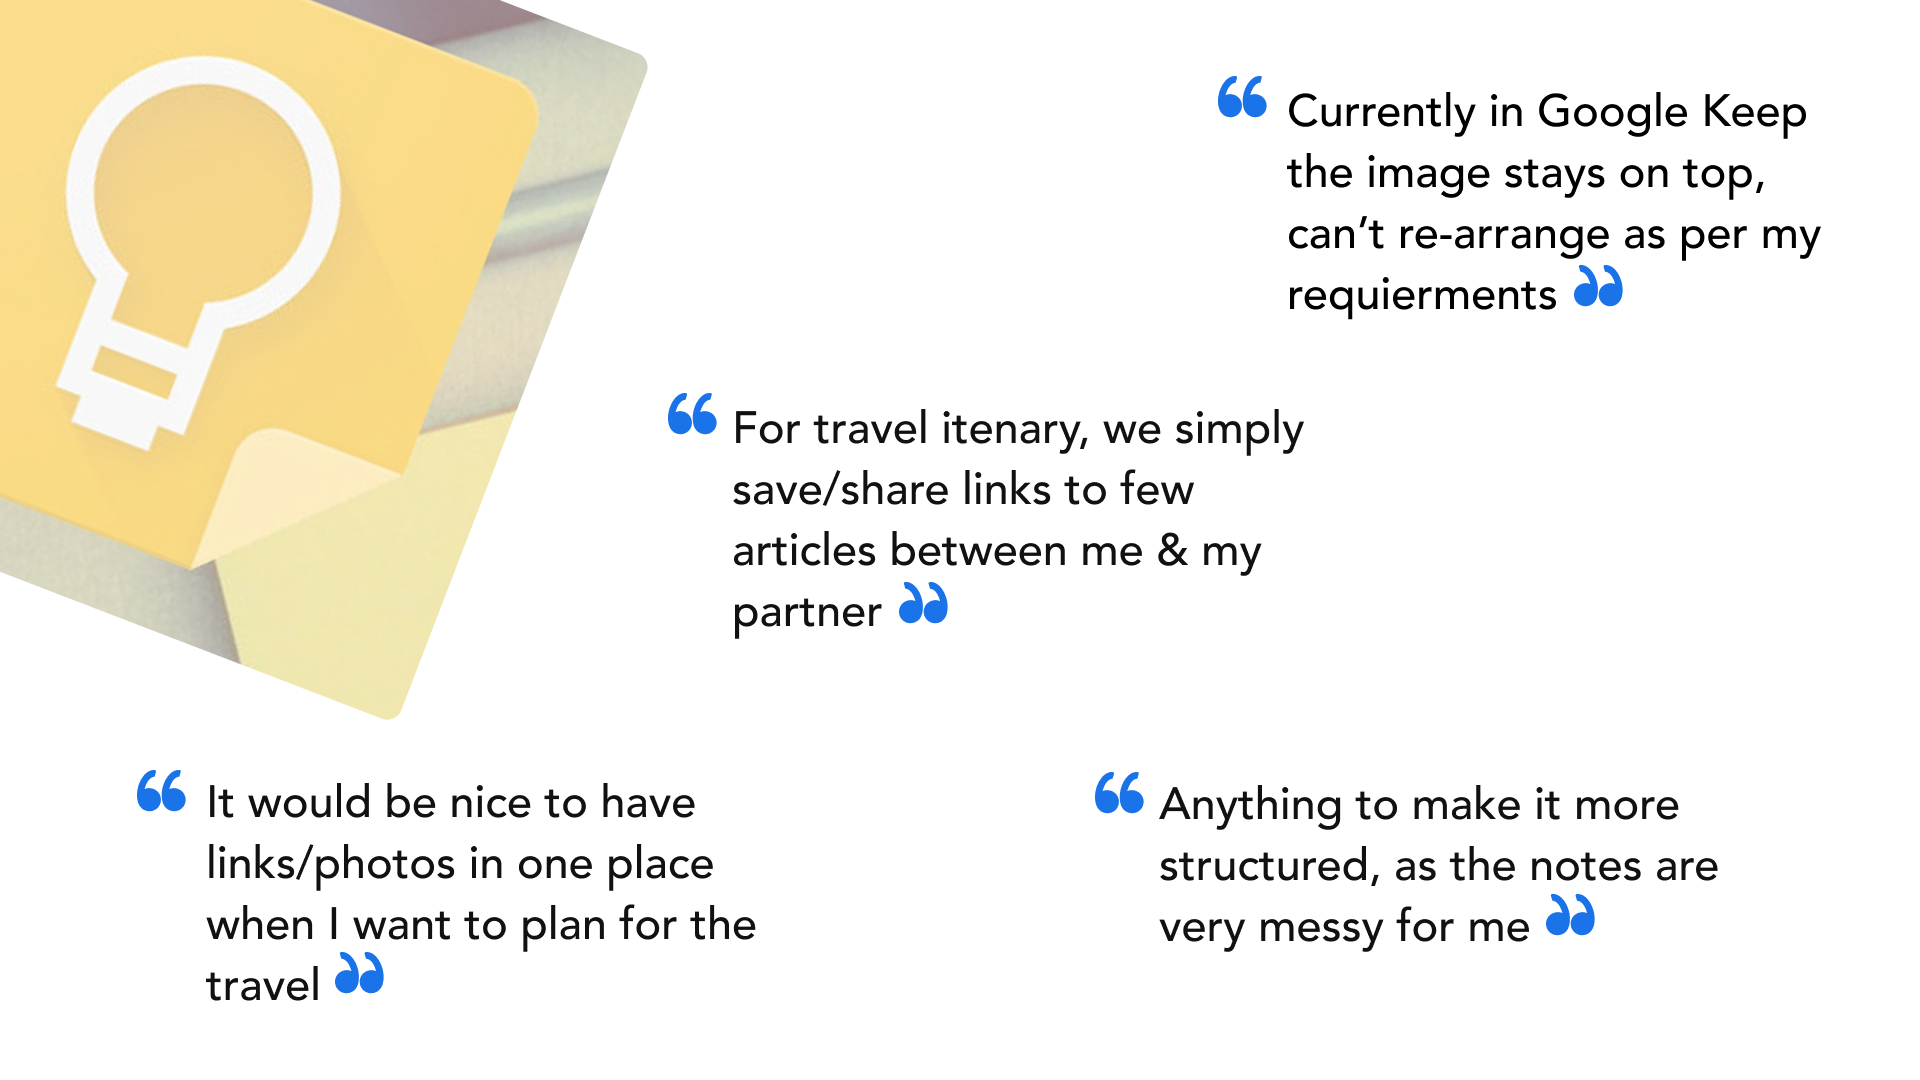 “ Currently in Google Keep
the image stays on top,
can’t re-arrange as per my
requierments ”
“ For travel itenary, we simply
save/share links to few
articles between me & my
partner ”
“ It would be nice to have
links/photos in one place
when I want to plan for the
travel ”
“ Anything to make it more
structured, as the notes are
very messy for me ”